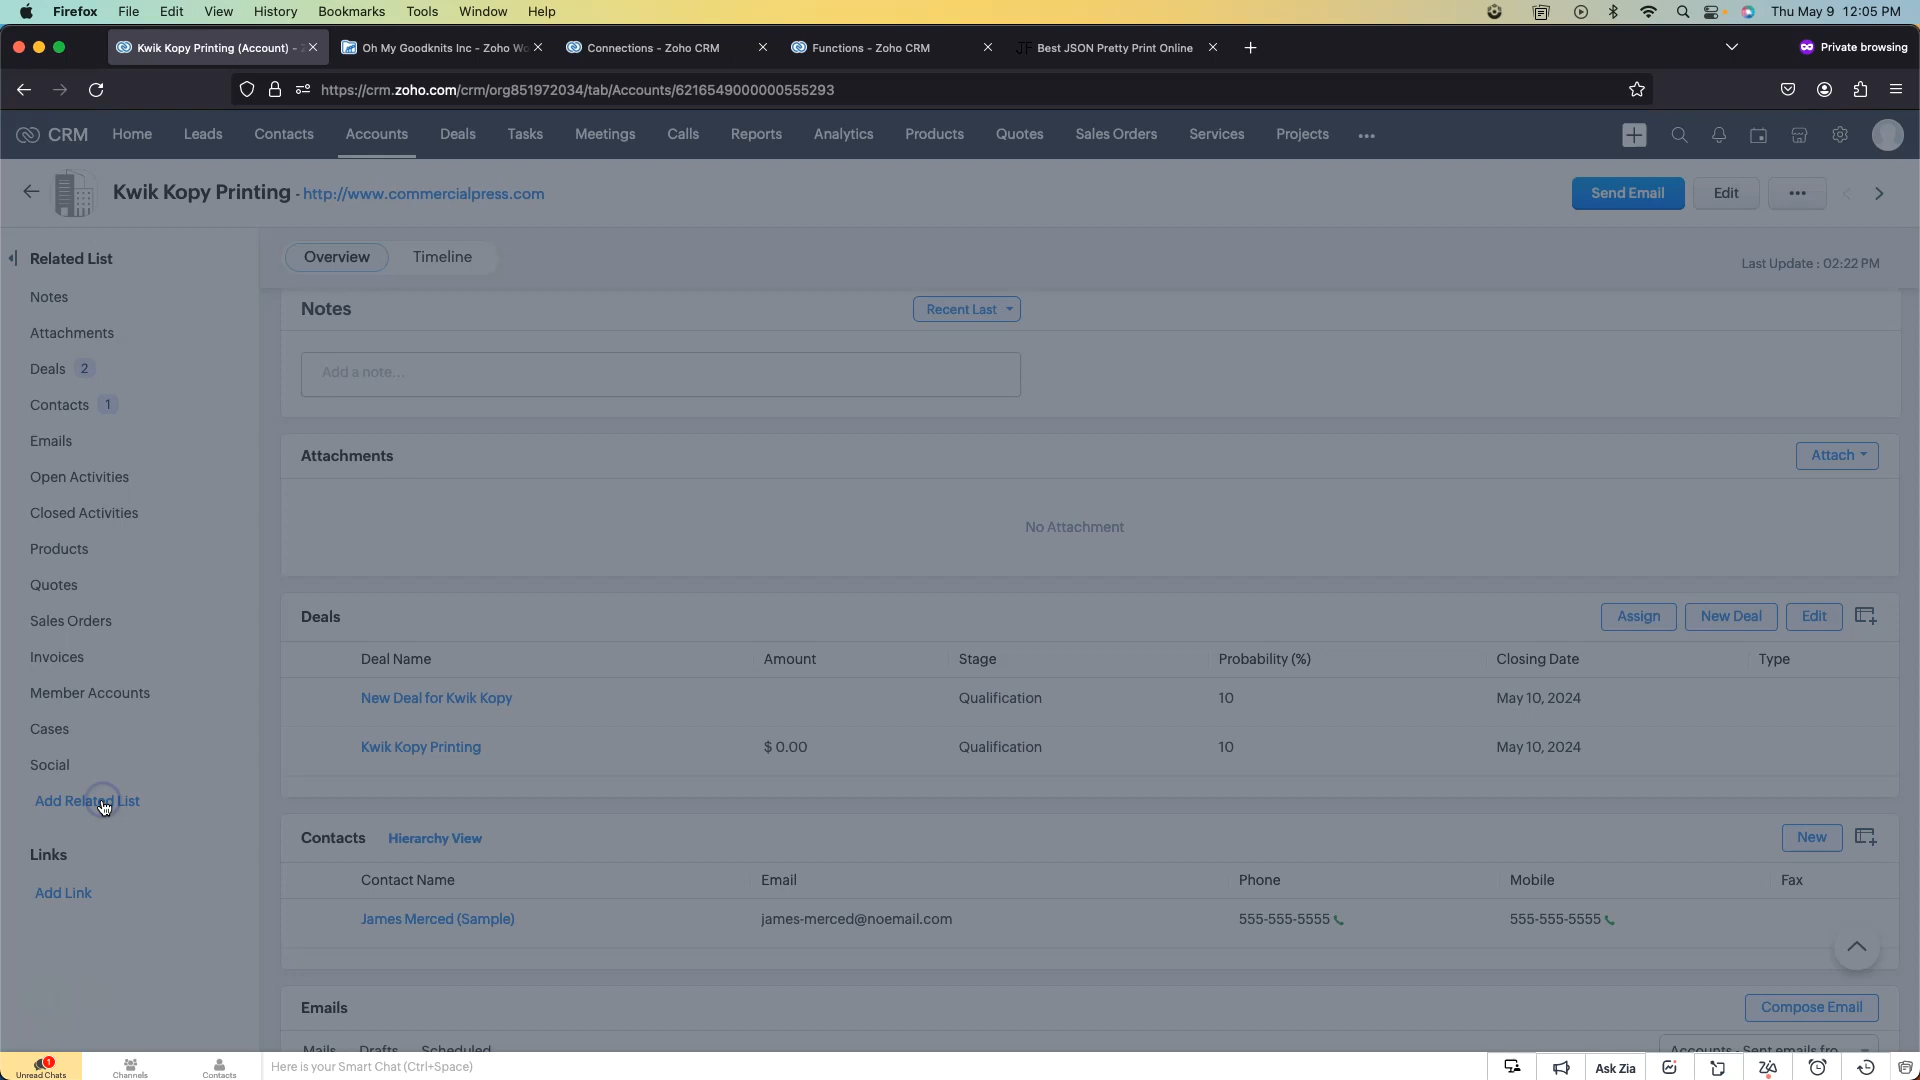 Firefox File Edit View History Bookmarks Tools Window Help Thu May 9 12:05 PM
Kwik Kopy Printing (Account) - Z Oh My Goodknits Inc - Zoho Wo Connections - Zoho CRM Functions - Zoho CRM JF Best JSON Pretty Print Online Private browsing
https://crm.zoho.com/crm/org851972034/tab/Accounts/6216549000000555293
CRM Home Leads Contacts Accounts Deals Tasks Meetings Calls Reports Analytics Products Quotes Sales Orders Services Projects
Kwik Kopy Printing - http://www.commercialpress.com Send Email Edit
Related List
Notes
Attachments
Deals 2
Contacts 1
Emails
Open Activities
Closed Activities
Products
Quotes
Sales Orders
Invoices
Member Accounts
Cases
Social
Add Related List
Links
Add Link
Overview Timeline
Last Update : 02:22 PM
Notes Recent Last
Add a note...
Attachments Attach
No Attachment
Deals Assign New Deal Edit
Deal Name Amount Stage Probability (%) Closing Date Type
New Deal for Kwik Kopy Qualification 10 May 10, 2024
Kwik Kopy Printing $ 0.00 Qualification 10 May 10, 2024
Contacts Hierarchy View New
Contact Name Email Phone Mobile Fax
James Merced (Sample) james-merced@noemail.com 555-555-5555 555-555-5555
Emails Compose Email
Mails Drafts Scheduled Accounts - Sent emails fro
1
Unread Chats Channels Contacts Here is your Smart Chat (Ctrl+Space) Ask Zia